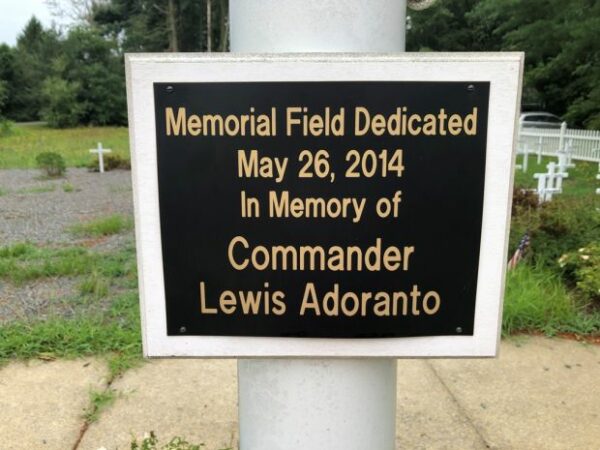 Memorial Field Dedicated
May 26, 2014
In Memory of
Commander
Lewis Adoranto